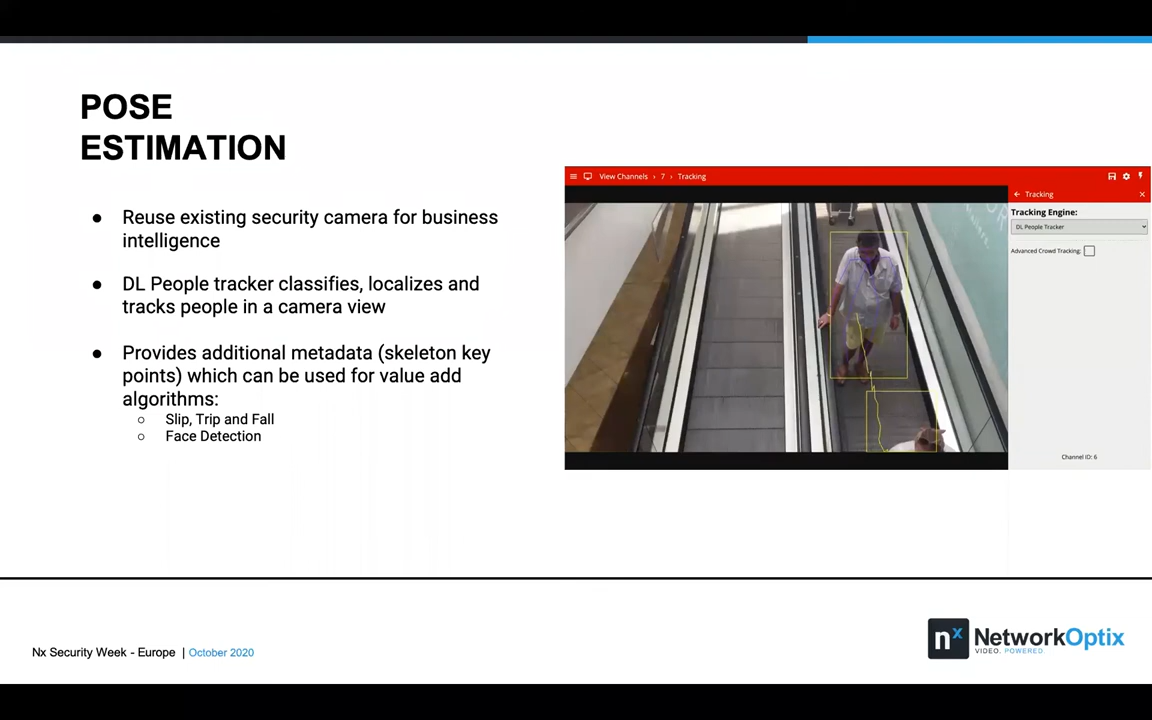 POSE
ESTIMATION
● Reuse existing security camera for business
intelligence
● DL People tracker classifies, localizes and
tracks people in a camera view
● Provides additional metadata (skeleton key
points) which can be used for value add
algorithms:
○ Slip, Trip and Fall
○ Face Detection
View Channels › 7 › Tracking
Tracking
Tracking Engine:
DL People Tracker
Advanced Crowd Tracking:
Channel ID: 6
Nx Security Week - Europe | October 2020
nx NetworkOptix
VIDEO. POWERED